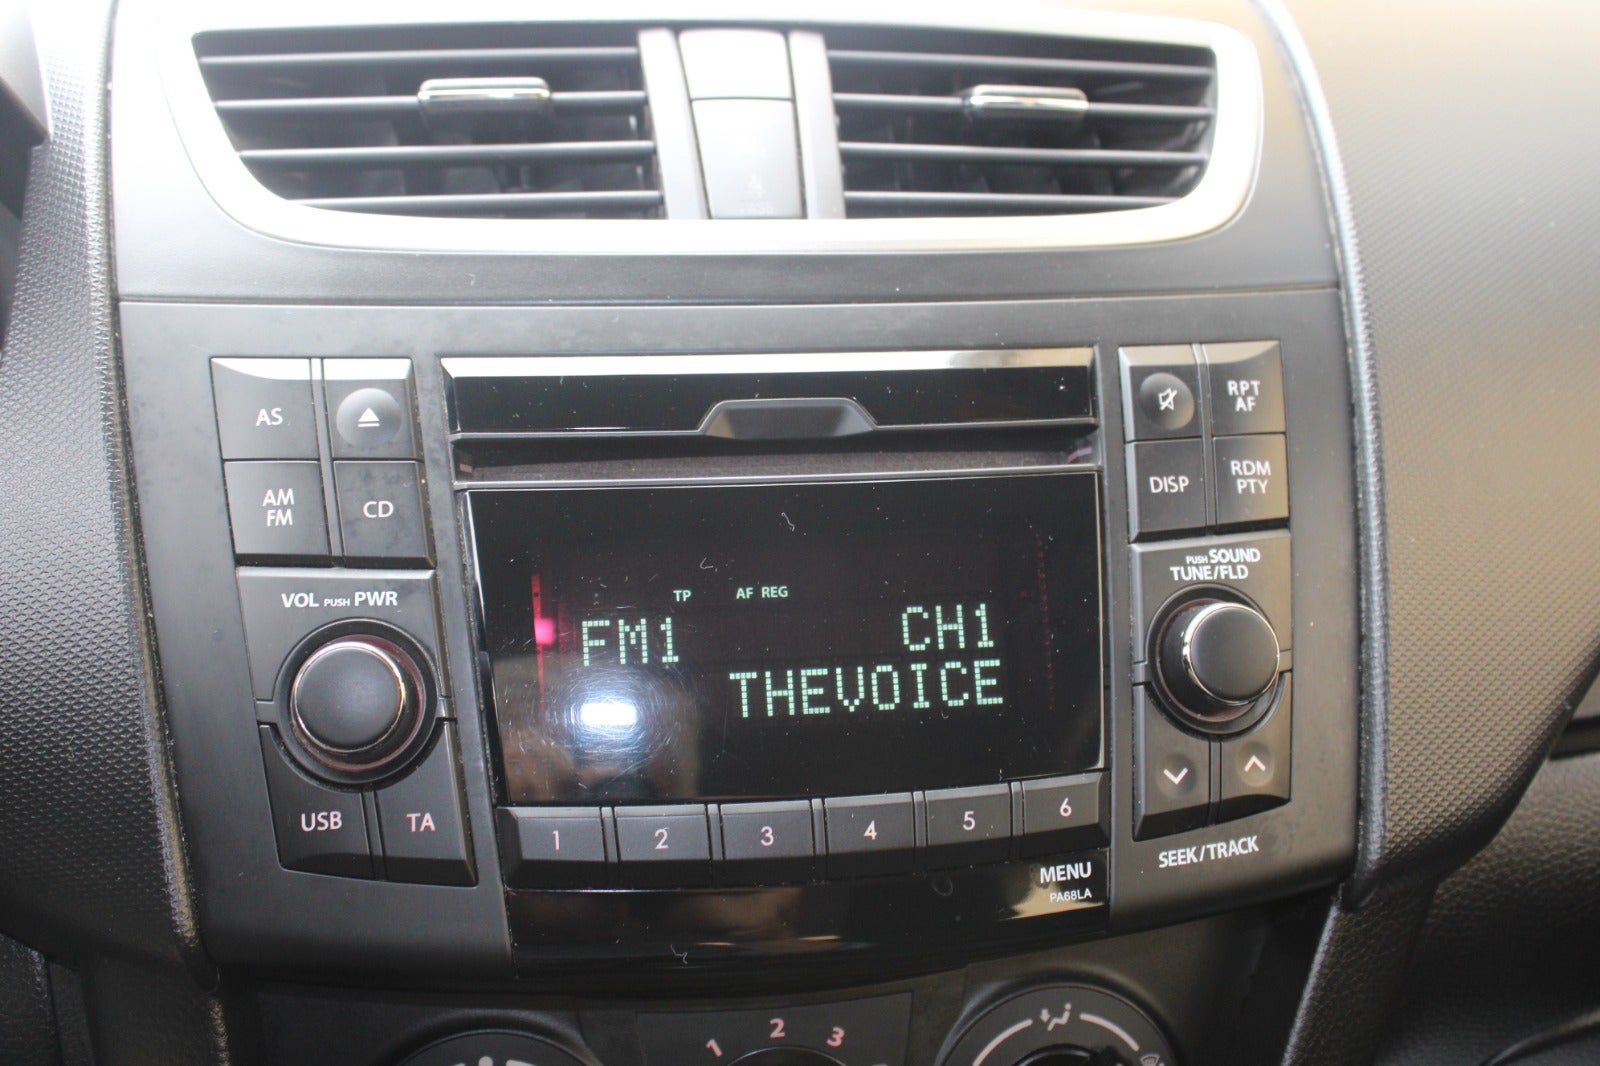 AS
AM
FM
CD
VOL PUSH PWR
USB
TA
TP AF REG
FM1 CH1
THEVOICE
1 2 3 4 5 6
MENU
PA68LA
RPT
AF
DISP
RDM
PTY
PUSH SOUND
TUNE/FLD
SEEK/TRACK
1 2 3